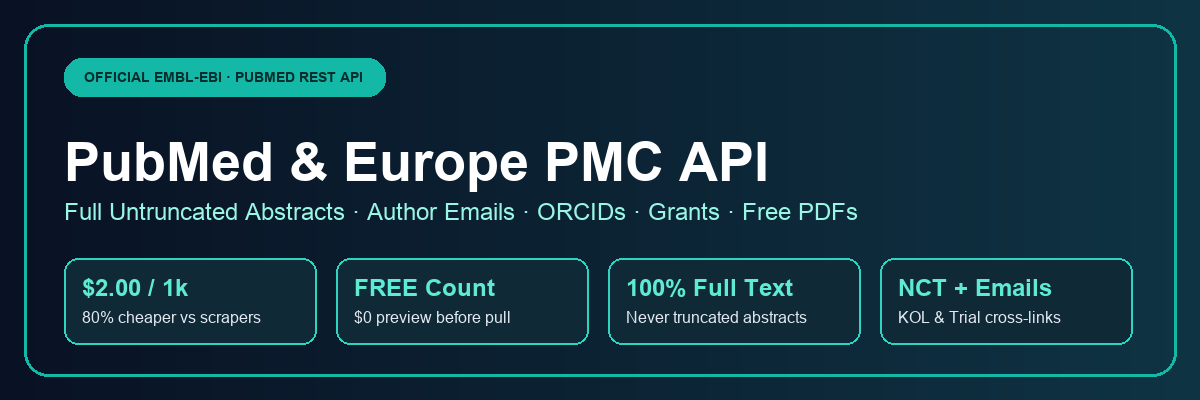 OFFICIAL EMBL-EBI · PUBMED REST API
PubMed & Europe PMC API
Full Untruncated Abstracts · Author Emails · ORCIDs · Grants · Free PDFs
$2.00 / 1k
80% cheaper vs scrapers
FREE Count
$0 preview before pull
100% Full Text
Never truncated abstracts
NCT + Emails
KOL & Trial cross-links